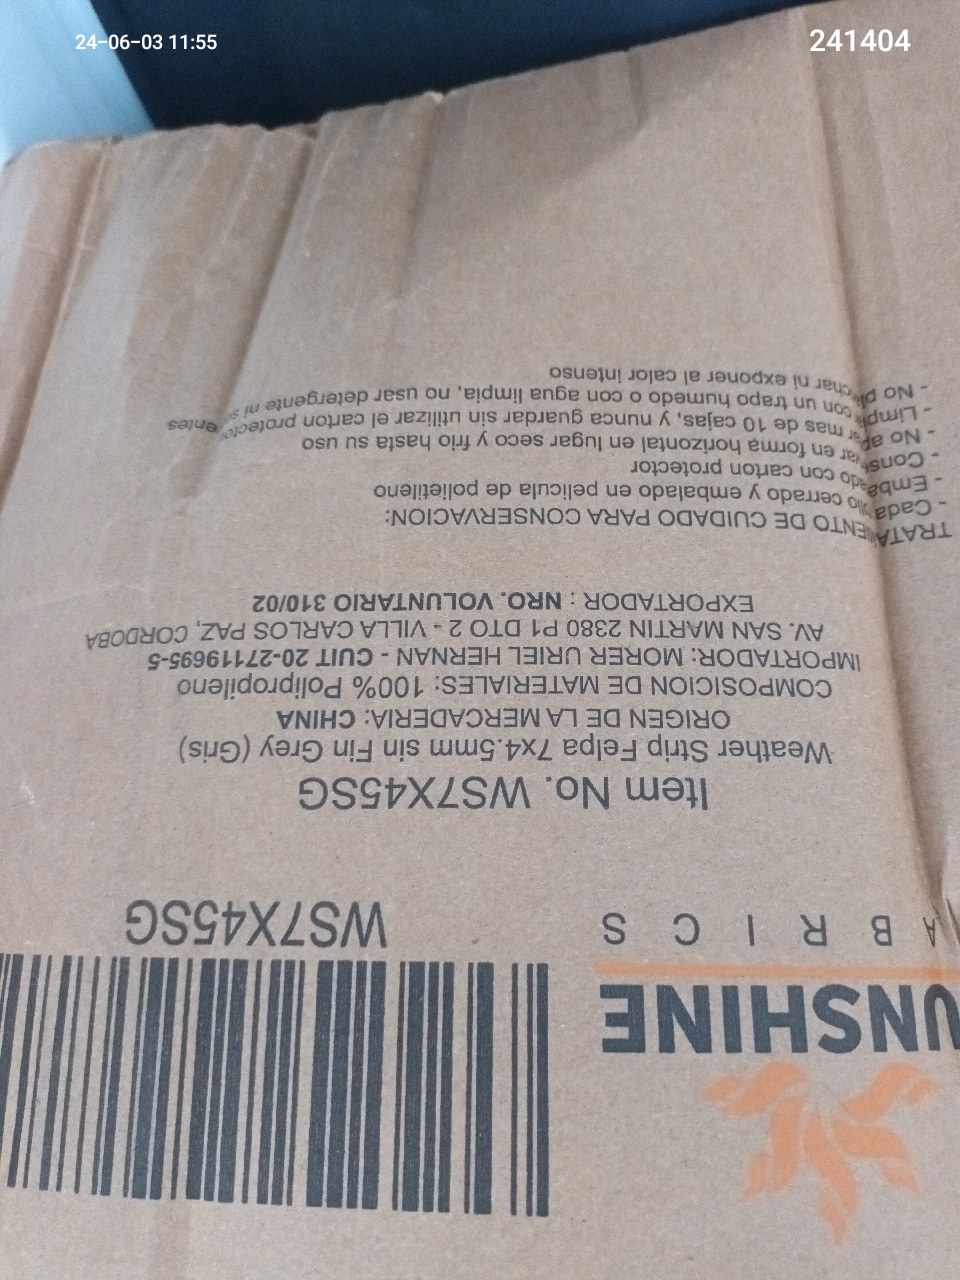 24-06-03 11:55
241404
UNSHINE
ABRICS
WS7X45SG
Item No. WS7X45SG
Weather Strip Felpa 7x4.5mm sin Fin Grey (Gris)
ORIGEN DE LA MERCADERIA: CHINA
COMPOSICION DE MATERIALES: 100% Polipropileno
IMPORTADOR: MORER URIEL HERNAN - CUIT 20-27119695-5
AV. SAN MARTIN 2380 P1 DTO 2 - VILLA CARLOS PAZ, CORDOBA
EXPORTADOR : NRO. VOLUNTARIO 310/02
TRATAMIENTO DE CUIDADO PARA CONSERVACION:
- Cada rollo cerrado y embalado en pelicula de polietileno
- Embalado con carton protector
- Conservar en forma horizontal en lugar seco y frio hasta su uso
- No mas de 10 cajas, y nunca guardar sin utilizar el carton protector
- Limpiar con un trapo humedo o con agua limpia, no usar detergente ni
- No planchar ni exponer al calor intenso